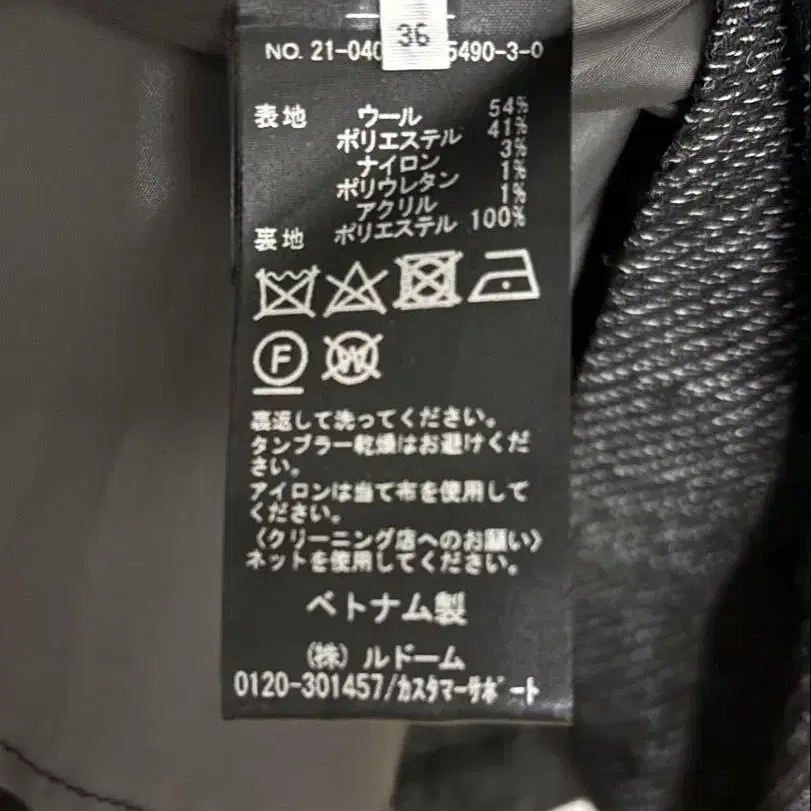 36
NO. 21-040 5490-3-0
表地 ウール 54%
ポリエステル 41%
ナイロン 3%
ポリウレタン 1%
アクリル 1%
裏地 ポリエステル 100%
F W
裏返して洗ってください。
タンブラー乾燥はお避けくだ
さい。
アイロンは当て布を使用して
ください。
〈クリーニング店へのお願い〉
ネットを使用してください。
ベトナム製
(株) ルドーム
0120-301457/カスタマーサポート